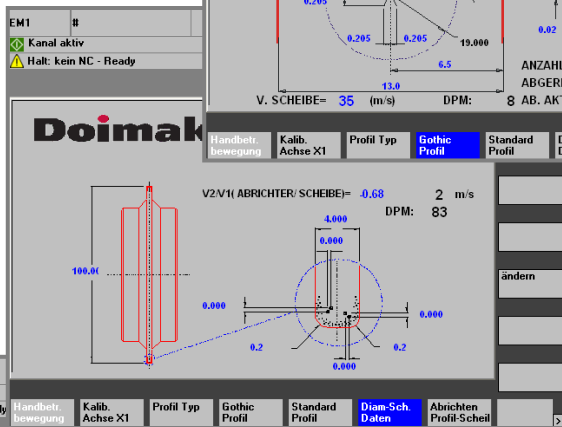 EM1 #
Kanal aktiv
Halt: kein NC - Ready
0.205
0.205 0.205
19.000
0.02
6.5
13.0
ANZAHL
ABGERI
V. SCHEIBE= 35 (m/s) DPM: 8 AB. AKT
Handbetr. bewegung
Kalib. Achse X1
Profil Typ
Gothic Profil
Standard Profil
Doimak
V2/V1( ABRICHTER/ SCHEIBE)= -0.68 2 m/s
DPM: 83
4.000
0.000
100.00
0.000
0.000
0.2
0.2
0.000
ändern
Handbetr. bewegung
Kalib. Achse X1
Profil Typ
Gothic Profil
Standard Profil
Diam-Sch. Daten
Abrichten Profil-Scheil